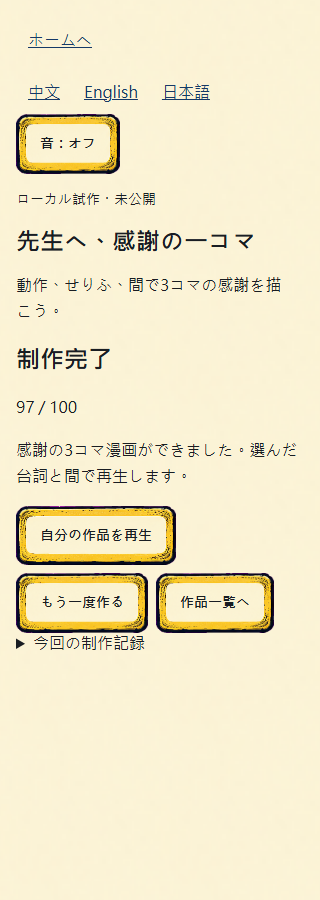 ホームへ
中文 English 日本語
音：オフ
ローカル試作・未公開
先生へ、感謝の一コマ
動作、せりふ、間で3コマの感謝を描
こう。
制作完了
97 / 100
感謝の3コマ漫画ができました。選んだ
台詞と間で再生します。
自分の作品を再生
もう一度作る 作品一覧へ
▶ 今回の制作記録